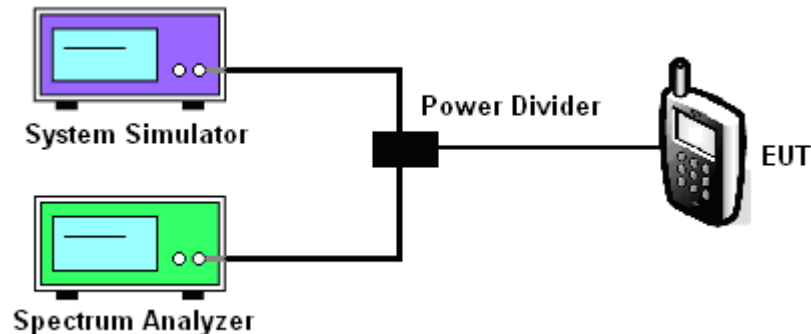 System Simulator
Power Divider
EUT
Spectrum Analyzer